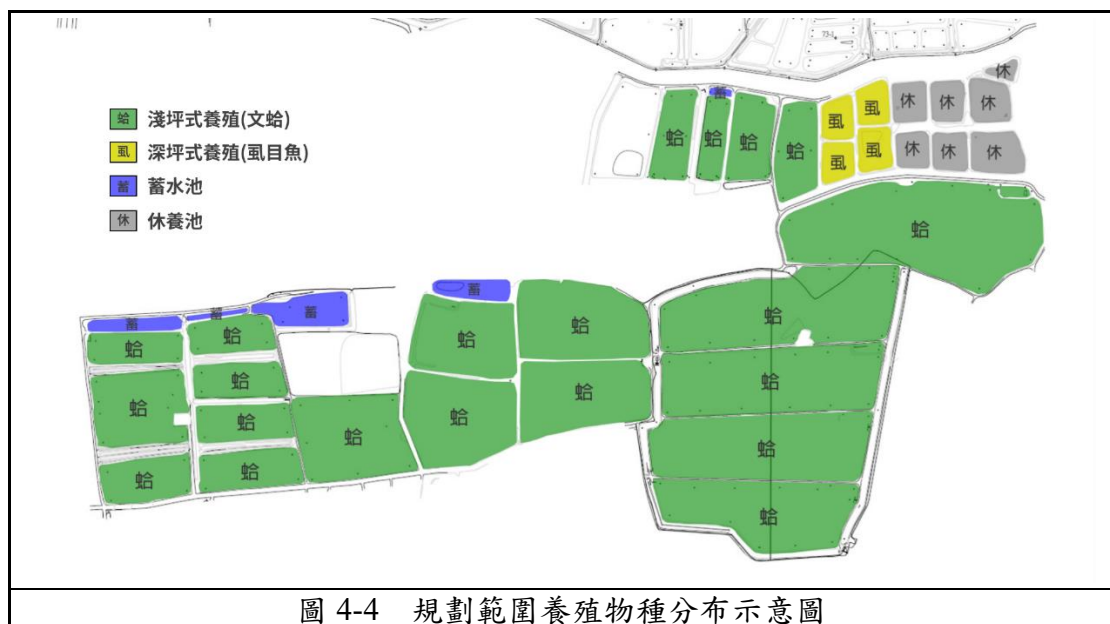 蛤 淺坪式養殖(文蛤)
虱 深坪式養殖(虱目魚)
蓄 蓄水池
休 休養池
休
蓄
虱 虱 休 休 休
蛤 蛤 蛤 蛤
虱 虱 休 休 休
蛤
蓄 蛤
蓄 蓄 蓄
蛤 蛤 蛤 蛤
蛤 蛤
蛤 蛤 蛤
蛤 蛤 蛤
蛤 蛤
蛤
圖 4-4 規劃範圍養殖物種分布示意圖